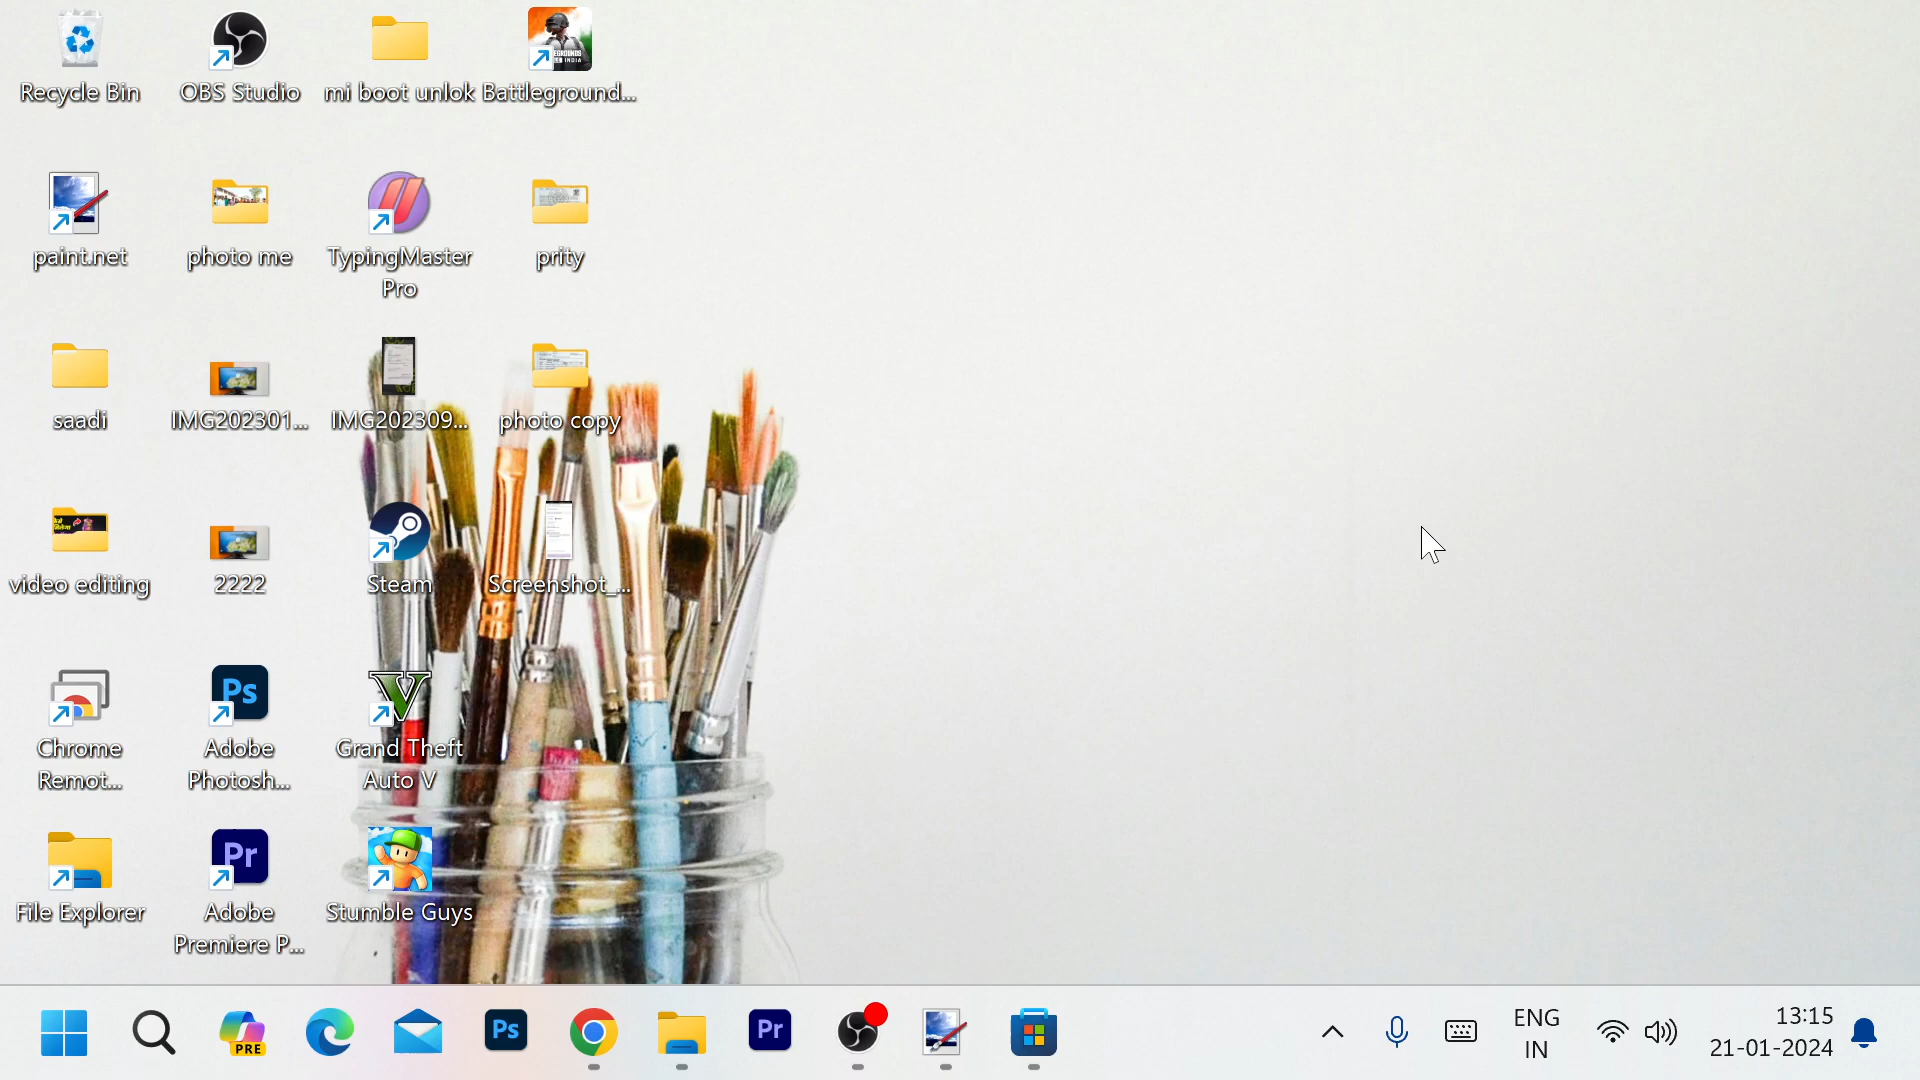 Recycle Bin
OBS Studio
mi boot unlok
Battleground...
paint.net
photo me
TypingMaster
Pro
prity
saadi
IMG202301...
IMG202309...
photo copy
video editing
2222
Steam
Screenshot_...
Chrome
Remot...
Ps
Adobe
Photosh...
V
Grand Theft
Auto V
File Explorer
Pr
Adobe
Premiere P...
Stumble Guys
PRE
Ps
Pr
ENG
IN
13:15
21-01-2024